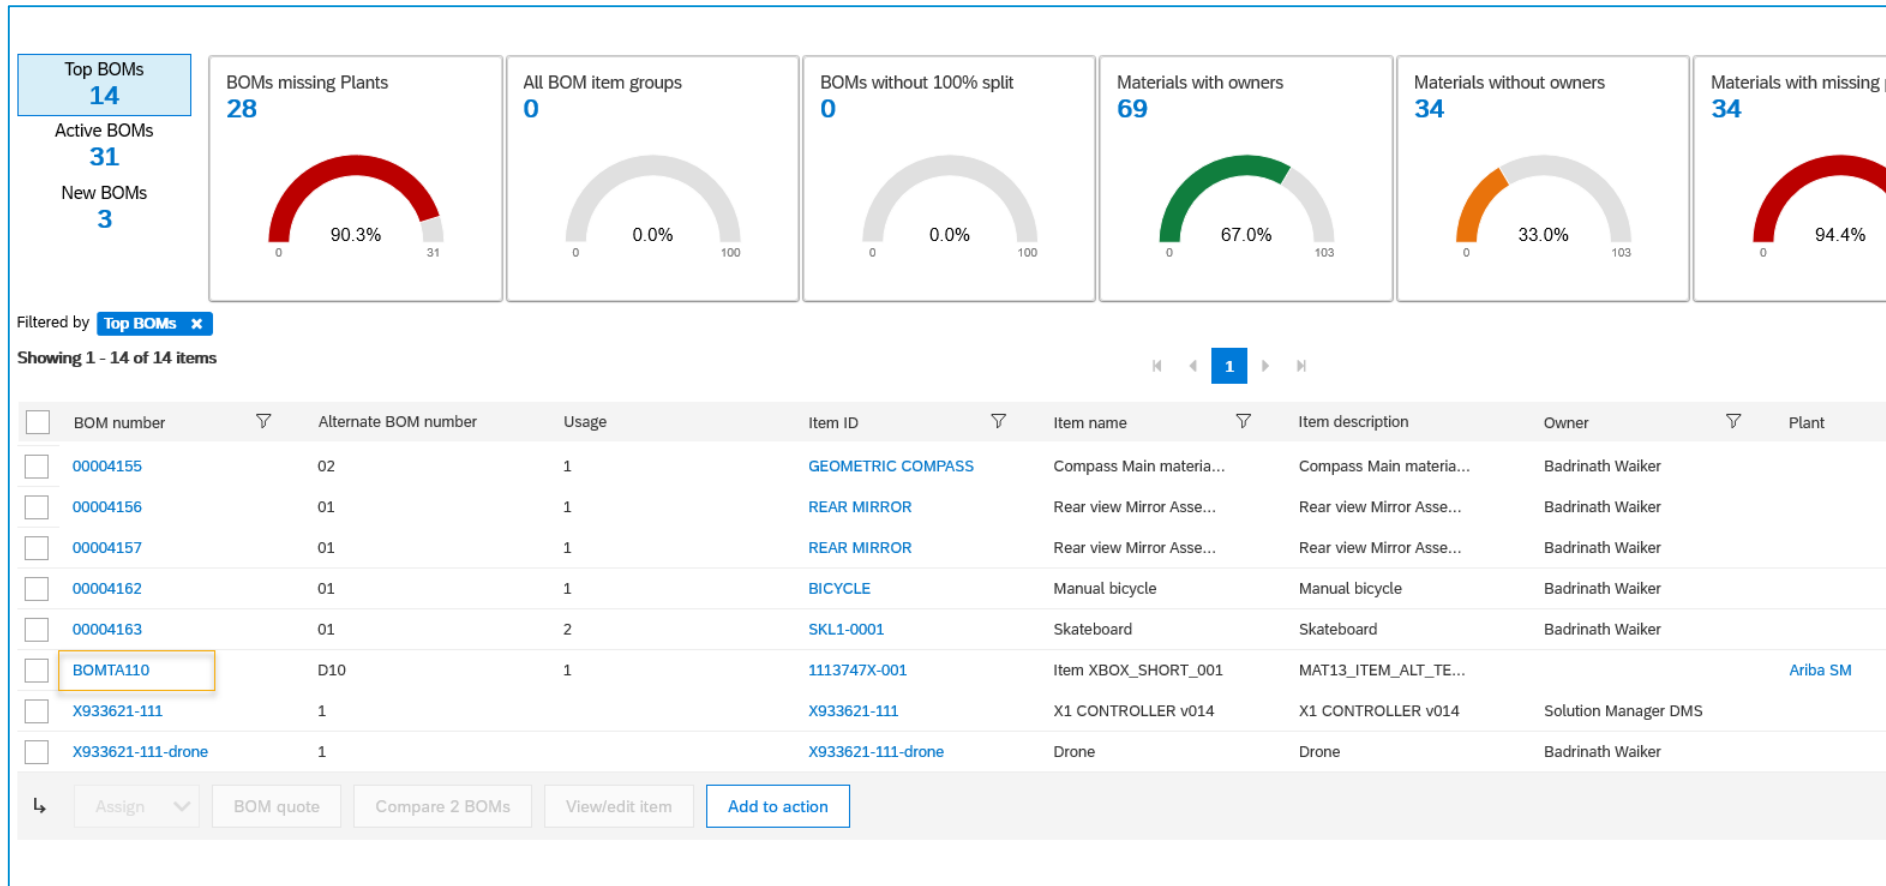 Top BOMs
14
Active BOMs
31
New BOMs
3
BOMs missing Plants
28
90.3%
0 31
All BOM item groups
0
0.0%
0 100
BOMs without 100% split
0
0.0%
0 100
Materials with owners
69
67.0%
0 103
Materials without owners
34
33.0%
0 103
Materials with missing
34
94.4%
0
Filtered by Top BOMs ×
Showing 1 - 14 of 14 items
1
BOM number Alternate BOM number Usage Item ID Item name Item description Owner Plant
00004155 02 1 GEOMETRIC COMPASS Compass Main materia... Compass Main materia... Badrinath Waiker
00004156 01 1 REAR MIRROR Rear view Mirror Asse... Rear view Mirror Asse... Badrinath Waiker
00004157 01 1 REAR MIRROR Rear view Mirror Asse... Rear view Mirror Asse... Badrinath Waiker
00004162 01 1 BICYCLE Manual bicycle Manual bicycle Badrinath Waiker
00004163 01 2 SKL1-0001 Skateboard Skateboard Badrinath Waiker
BOMTA110 D10 1 1113747X-001 Item XBOX_SHORT_001 MAT13_ITEM_ALT_TE... Ariba SM
X933621-111 1 X933621-111 X1 CONTROLLER v014 X1 CONTROLLER v014 Solution Manager DMS
X933621-111-drone 1 X933621-111-drone Drone Drone Badrinath Waiker
Assign BOM quote Compare 2 BOMs View/edit item Add to action